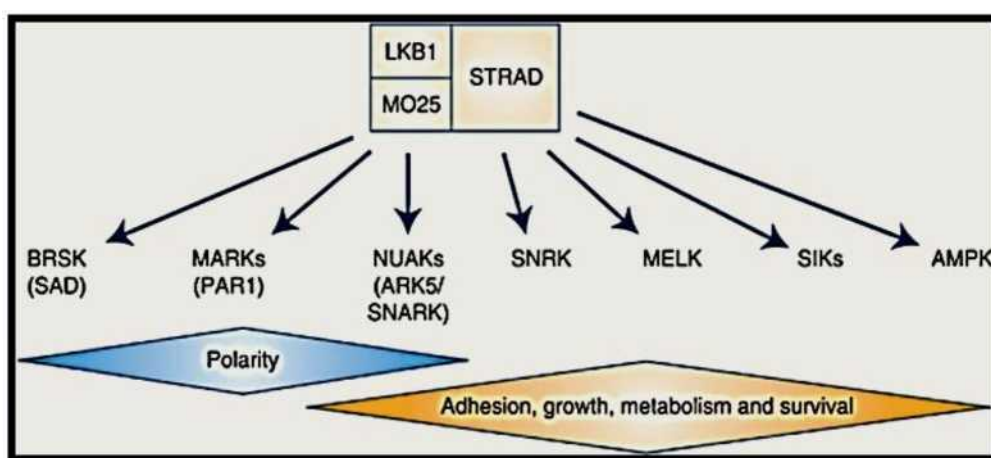 LKB1
MO25
STRAD
BRSK
(SAD)
MARKs
(PAR1)
NUAKs
(ARK5/
SNARK)
SNRK
MELK
SIKs
AMPK
Polarity
Adhesion, growth, metabolism and survival